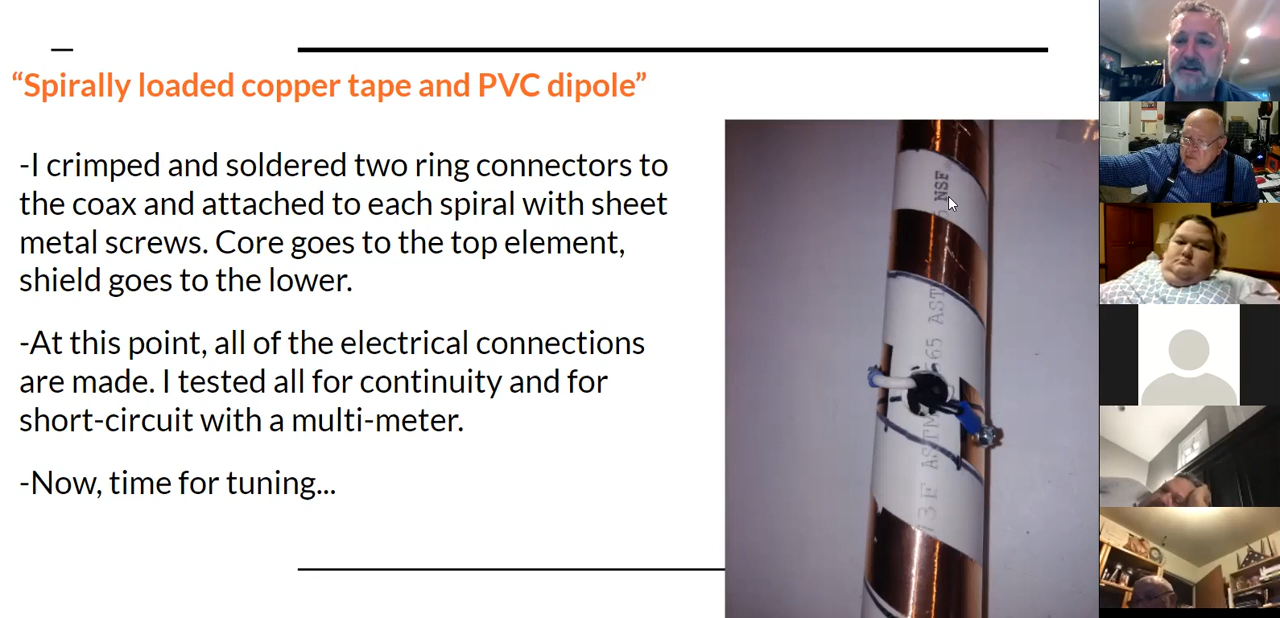 “Spirally loaded copper tape and PVC dipole”
-I crimped and soldered two ring connectors to
the coax and attached to each spiral with sheet
metal screws. Core goes to the top element,
shield goes to the lower.
-At this point, all of the electrical connections
are made. I tested all for continuity and for
short-circuit with a multi-meter.
-Now, time for tuning...
NSF